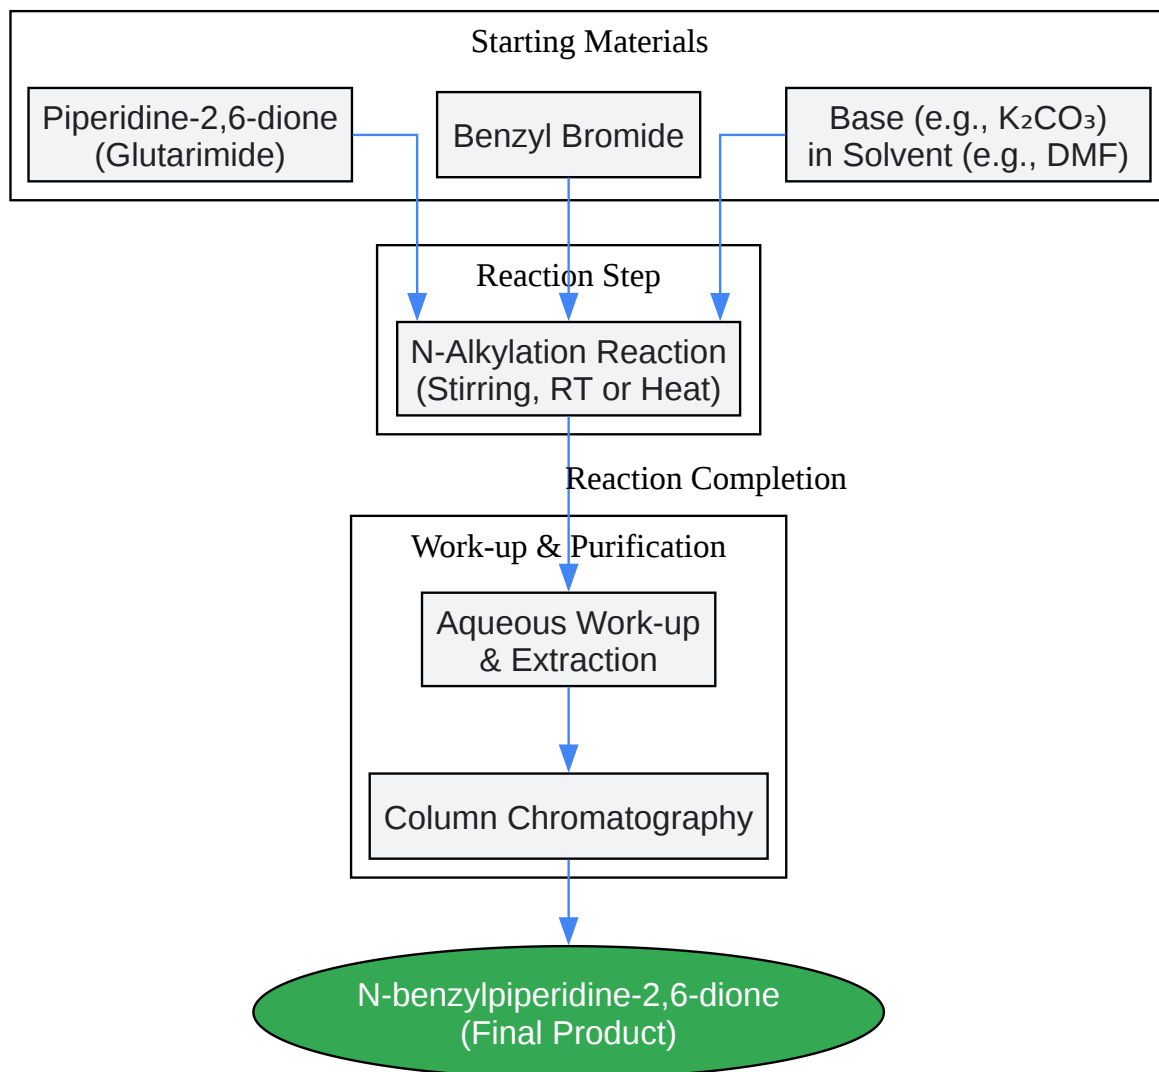 Starting Materials
Piperidine-2,6-dione
(Glutarimide)
Benzyl Bromide
Base (e.g., K₂CO₃)
in Solvent (e.g., DMF)
Reaction Step
N-Alkylation Reaction
(Stirring, RT or Heat)
Reaction Completion
Work-up & Purification
Aqueous Work-up
& Extraction
Column Chromatography
N-benzylpiperidine-2,6-dione
(Final Product)